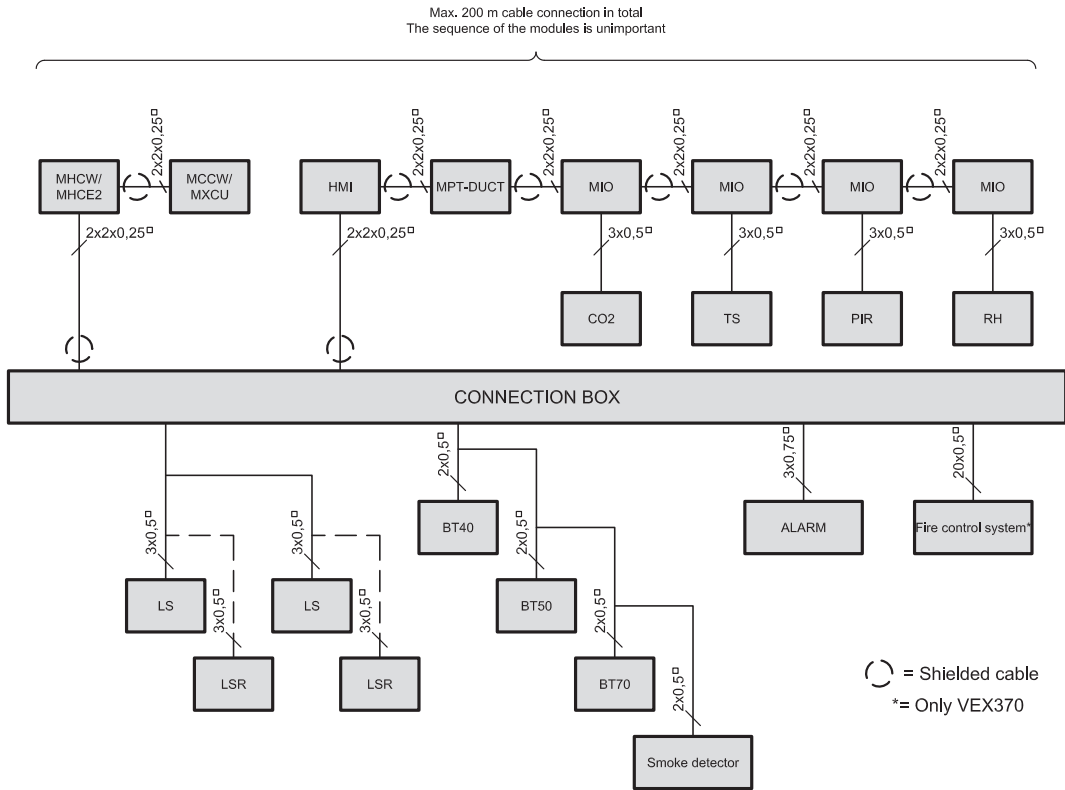 Max. 200 m cable connection in total
The sequence of the modules is unimportant
2x2x0,25□
2x2x0,25□
2x2x0,25□
2x2x0,25□
2x2x0,25□
2x2x0,25□
MHCW/
MHCE2
MCCW/
MXCU
HMI
MPT-DUCT
MIO
MIO
MIO
MIO
2x2x0,25□
2x2x0,25□
3x0,5□
3x0,5□
3x0,5□
3x0,5□
CO2
TS
PIR
RH
CONNECTION BOX
2x0,5□
3x0,75□
20x0,5□
BT40
ALARM
Fire control system*
3x0,5□
3x0,5□
2x0,5□
LS
LS
BT50
3x0,5□
3x0,5□
2x0,5□
LSR
LSR
BT70
2x0,5□
= Shielded cable
*= Only VEX370
Smoke detector